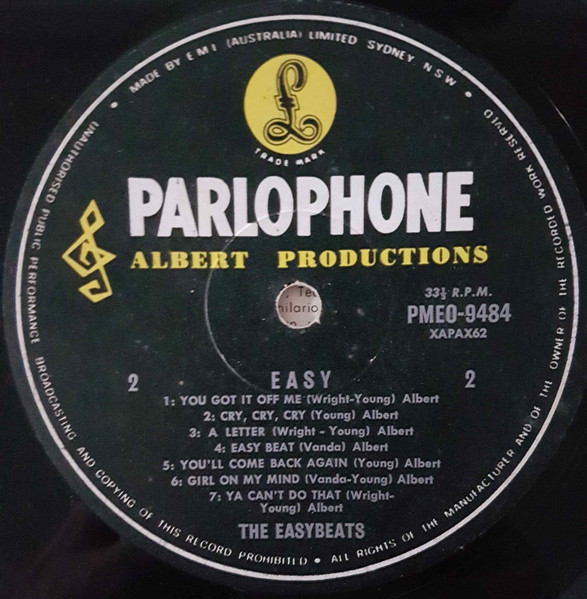 MADE BY E M I (AUSTRALIA) LIMITED SYDNEY N S W •
£
TRADE MARK
PARLOPHONE
ALBERT PRODUCTIONS
33⅓ R.P.M.
PMEO-9484
XAPAX62
2 EASY 2
1: YOU GOT IT OFF ME (Wright-Young) Albert
2: CRY, CRY, CRY (Young) Albert
3: A LETTER (Wright - Young) Albert
4: EASY BEAT (Vanda) Albert
5: YOU'LL COME BACK AGAIN (Young) Albert
6: GIRL ON MY MIND (Vanda-Young) Albert
7: YA CAN'T DO THAT (Wright-
Young) Albert
THE EASYBEATS
UNAUTHORISED PUBLIC PERFORMANCE BROADCASTING AND COPYING OF THIS RECORD PROHIBITED • ALL RIGHTS OF THE MANUFACTURER AND OF THE OWNER OF THE RECORDED WORK RESERVED •